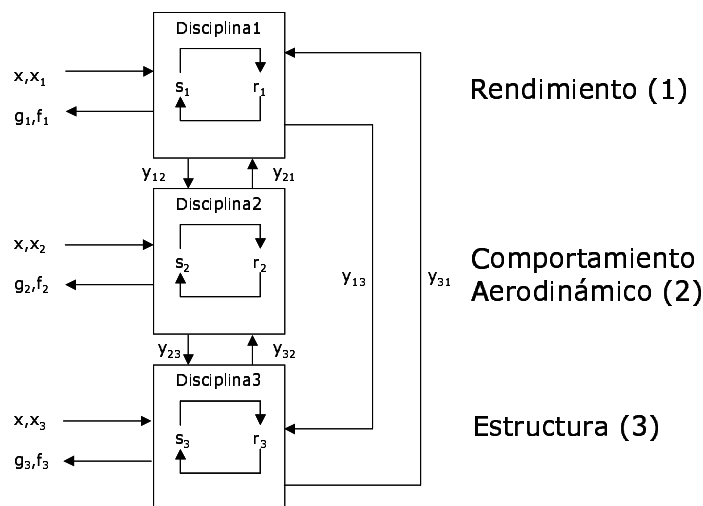 Disciplina1
x,x₁
s₁ r₁
g₁,f₁
Rendimiento (1)
y₁₂ y₂₁
Disciplina2
x,x₂
s₂ r₂
g₂,f₂
y₁₃ y₃₁
Comportamiento
Aerodinámico (2)
y₂₃ y₃₂
Disciplina3
x,x₃
s₃ r₃
g₃,f₃
Estructura (3)